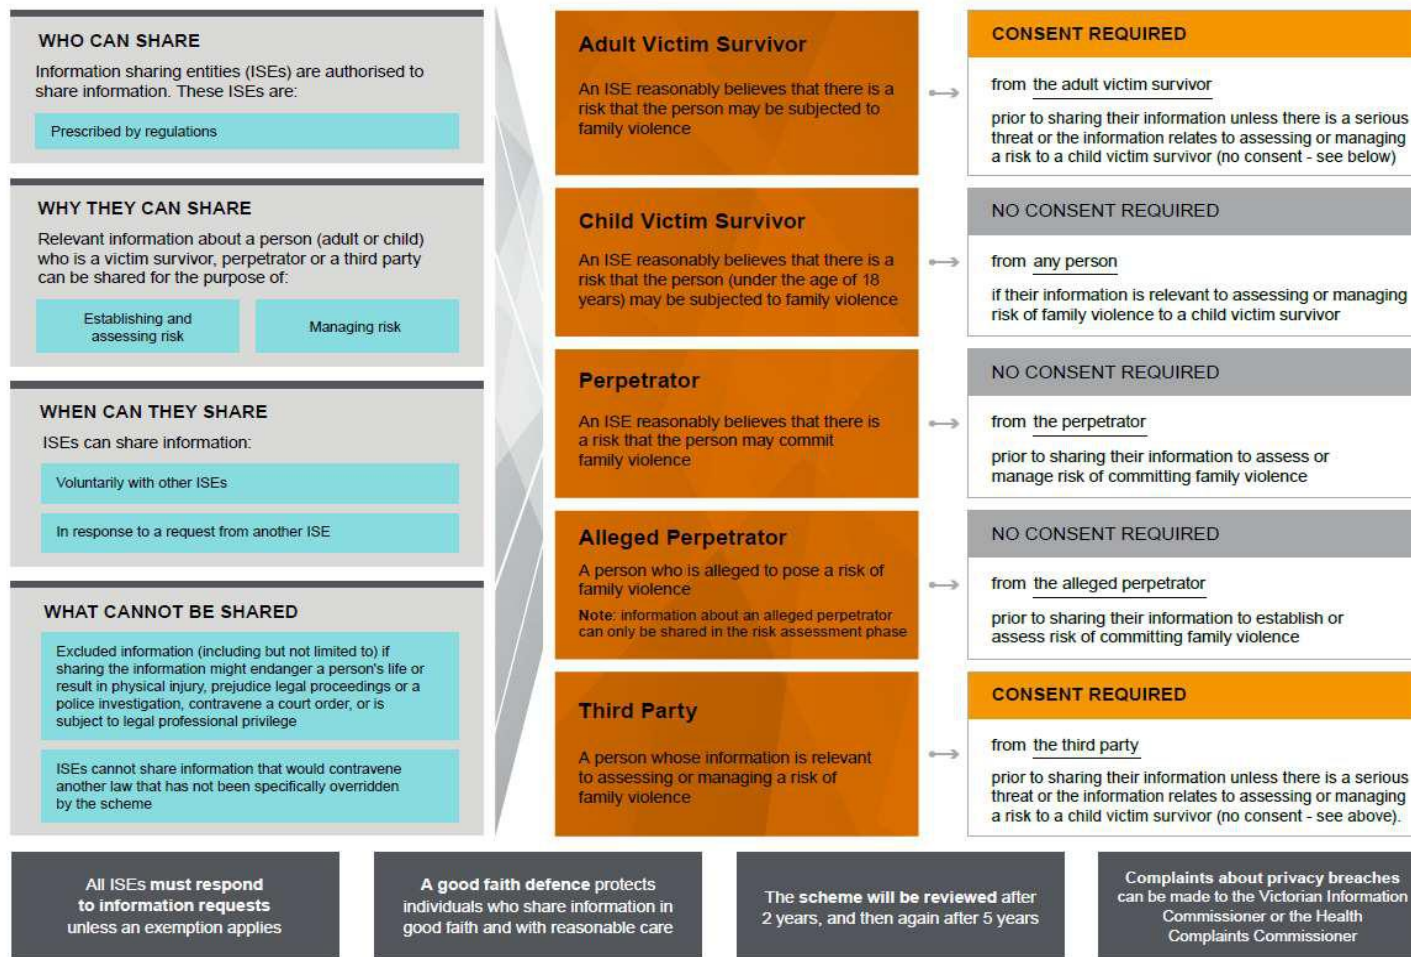 WHO CAN SHARE
Information sharing entities (ISEs) are authorised to
share information. These ISEs are:
Prescribed by regulations
WHY THEY CAN SHARE
Relevant information about a person (adult or child)
who is a victim survivor, perpetrator or a third party
can be shared for the purpose of:
Establishing and
assessing risk
Managing risk
WHEN CAN THEY SHARE
ISEs can share information:
Voluntarily with other ISEs
In response to a request from another ISE
WHAT CANNOT BE SHARED
Excluded information (including but not limited to) if
sharing the information might endanger a person's life or
result in physical injury, prejudice legal proceedings or a
police investigation, contravene a court order, or is
subject to legal professional privilege
ISEs cannot share information that would contravene
another law that has not been specifically overridden
by the scheme
Adult Victim Survivor
An ISE reasonably believes that there is a
risk that the person may be subjected to
family violence
CONSENT REQUIRED
from the adult victim survivor
prior to sharing their information unless there is a serious
threat or the information relates to assessing or managing
a risk to a child victim survivor (no consent - see below)
Child Victim Survivor
An ISE reasonably believes that there is a
risk that the person (under the age of 18
years) may be subjected to family violence
NO CONSENT REQUIRED
from any person
if their information is relevant to assessing or managing
risk of family violence to a child victim survivor
Perpetrator
An ISE reasonably believes that there is
a risk that the person may commit
family violence
NO CONSENT REQUIRED
from the perpetrator
prior to sharing their information to assess or
manage risk of committing family violence
Alleged Perpetrator
A person who is alleged to pose a risk of
family violence
Note: information about an alleged perpetrator
can only be shared in the risk assessment phase
NO CONSENT REQUIRED
from the alleged perpetrator
prior to sharing their information to establish or
assess risk of committing family violence
Third Party
A person whose information is relevant
to assessing or managing a risk of
family violence
CONSENT REQUIRED
from the third party
prior to sharing their information unless there is a serious
threat or the information relates to assessing or managing
a risk to a child victim survivor (no consent - see above).
All ISEs must respond
to information requests
unless an exemption applies
A good faith defence protects
individuals who share information in
good faith and with reasonable care
The scheme will be reviewed after
2 years, and then again after 5 years
Complaints about privacy breaches
can be made to the Victorian Information
Commissioner or the Health
Complaints Commissioner